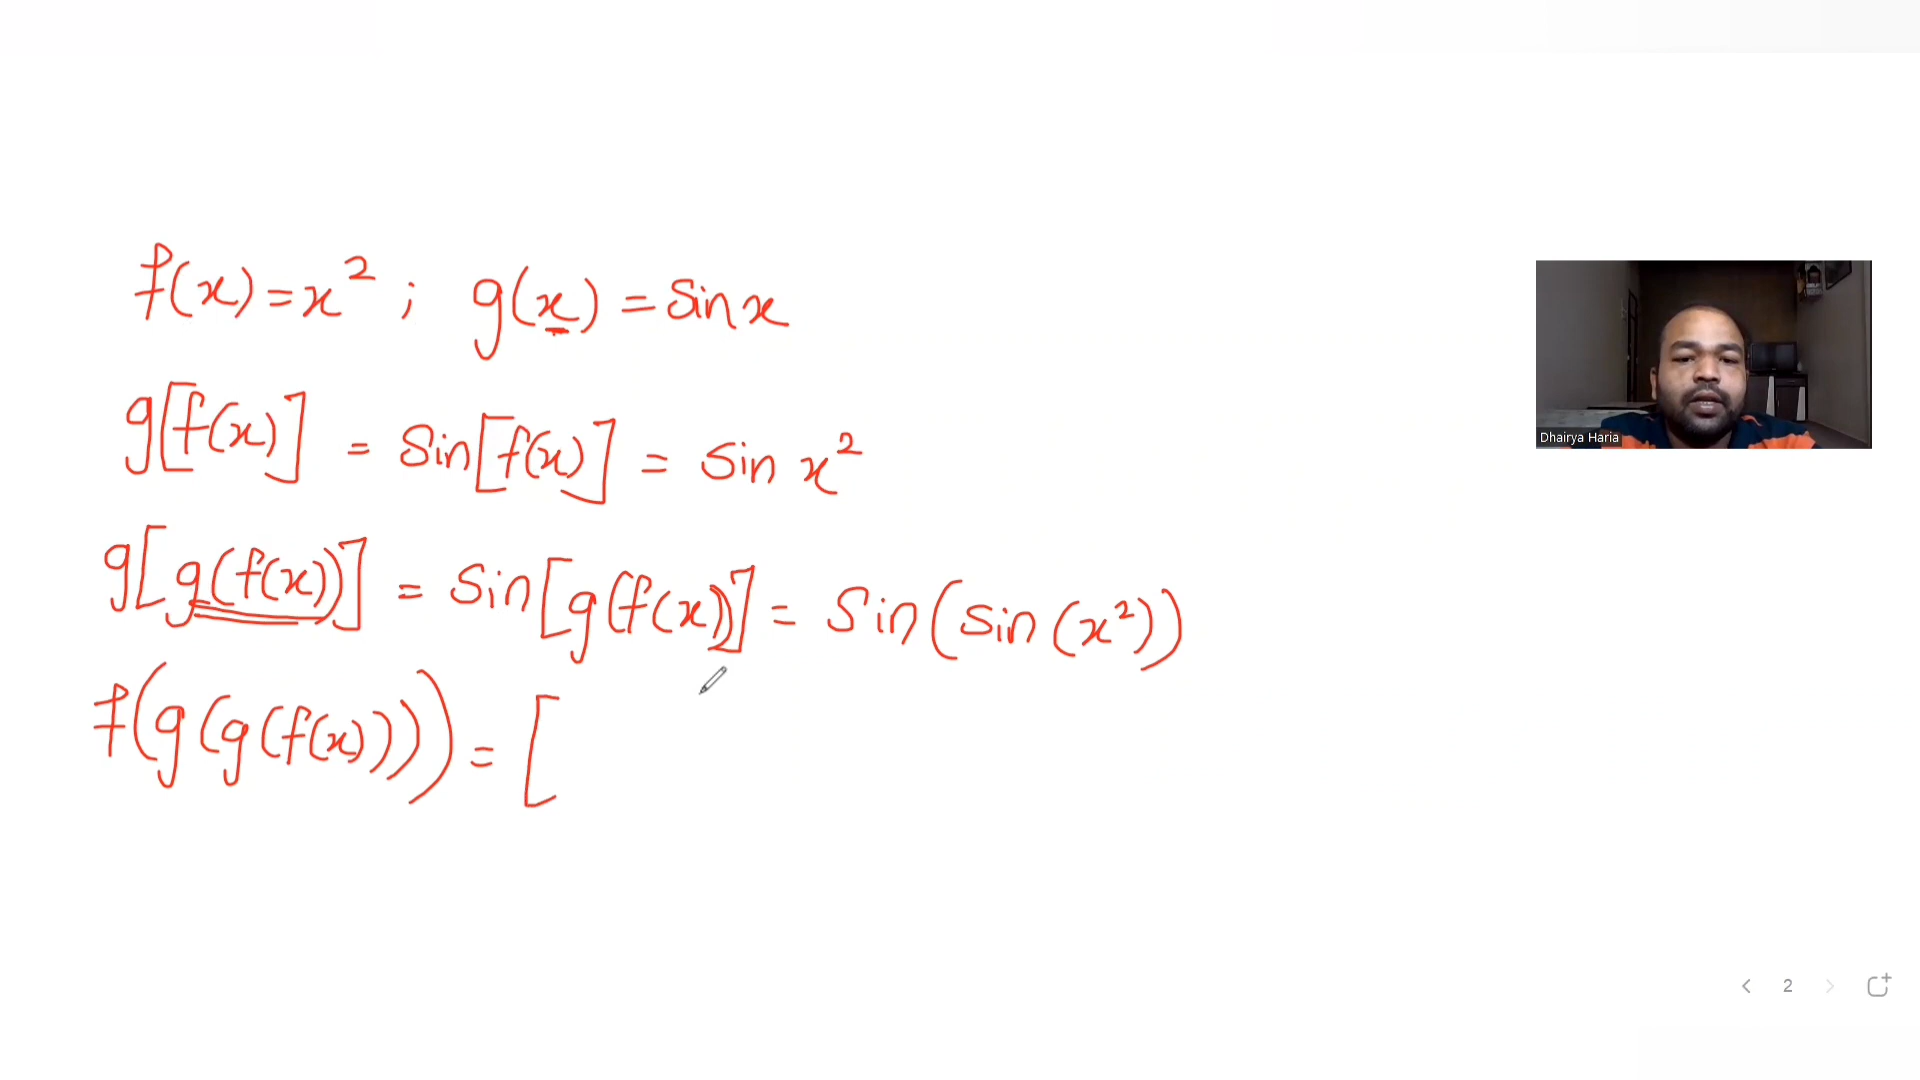 f(x) = x² ; g(x) = sin x
g[f(x)] = sin[f(x)] = sin x²
g[g(f(x))] = sin[g(f(x))] = sin(sin(x²))
f(g(g(f(x)))) = [
Dhairya Haria
2